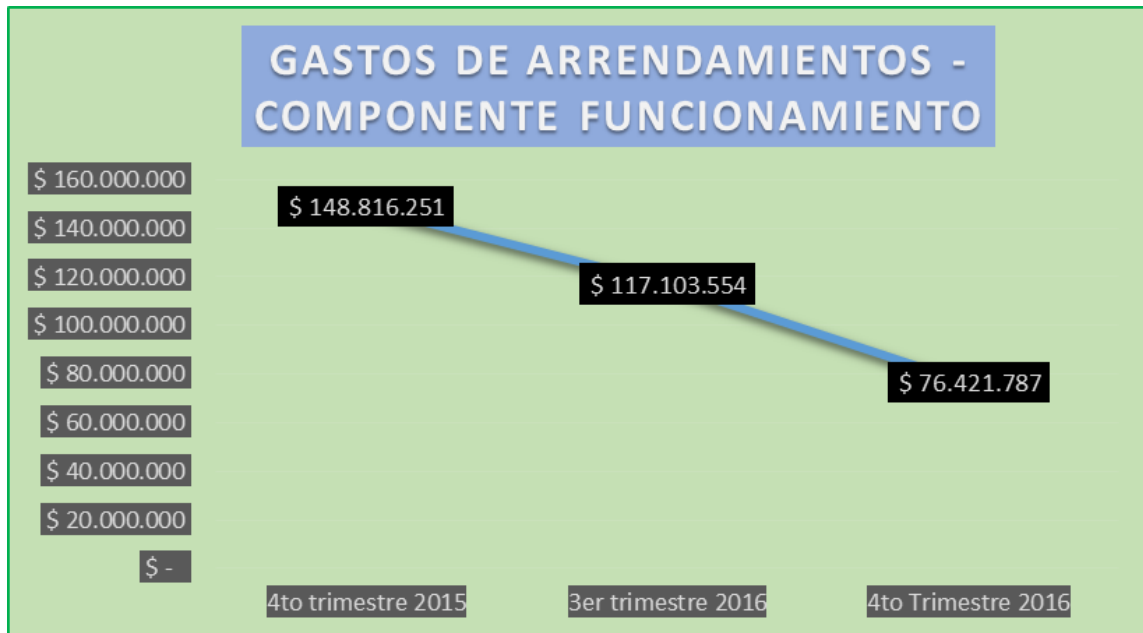 GASTOS DE ARRENDAMIENTOS -
COMPONENTE FUNCIONAMIENTO
$ 160.000.000
$ 140.000.000
$ 120.000.000
$ 100.000.000
$ 80.000.000
$ 60.000.000
$ 40.000.000
$ 20.000.000
$ -
$ 148.816.251
$ 117.103.554
$ 76.421.787
4to trimestre 2015
3er trimestre 2016
4to Trimestre 2016